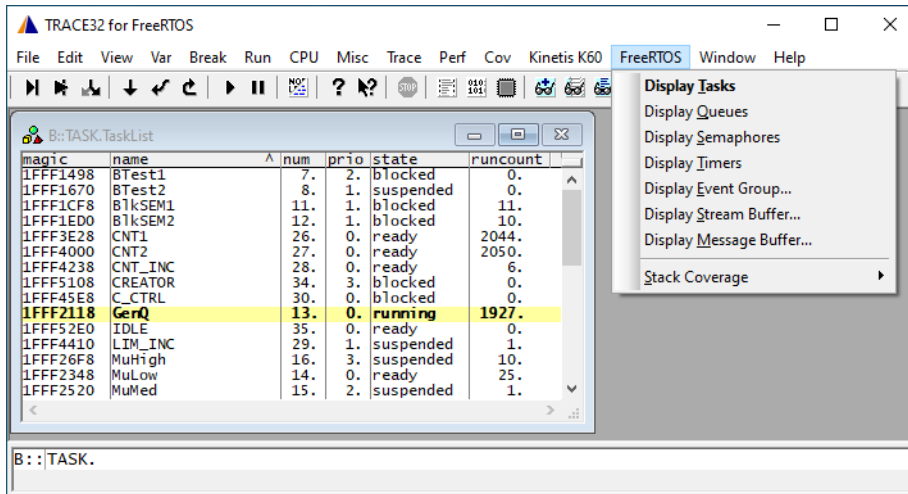 TRACE32 for FreeRTOS
File Edit View Var Break Run CPU Misc Trace Perf Cov Kinetis K60 FreeRTOS Window Help
NOP
STOP
010
101
Display Tasks
Display Queues
Display Semaphores
Display Timers
Display Event Group...
Display Stream Buffer...
Display Message Buffer...
Stack Coverage
B::TASK.TaskList
magic name ^ num prio state runcount
1FFF1498 BTest1 7. 2. blocked 0.
1FFF1670 BTest2 8. 1. suspended 0.
1FFF1CF8 BlkSEM1 11. 1. blocked 11.
1FFF1ED0 BlkSEM2 12. 1. blocked 10.
1FFF3E28 CNT1 26. 0. ready 2044.
1FFF4000 CNT2 27. 0. ready 2050.
1FFF4238 CNT_INC 28. 0. ready 6.
1FFF5108 CREATOR 34. 3. blocked 0.
1FFF45E8 C_CTRL 30. 0. blocked 0.
1FFF2118 GenQ 13. 0. running 1927.
1FFF52E0 IDLE 35. 0. ready 0.
1FFF4410 LIM_INC 29. 1. suspended 1.
1FFF26F8 MuHigh 16. 3. suspended 10.
1FFF2348 MuLow 14. 0. ready 25.
1FFF2520 MuMed 15. 2. suspended 1.
B::TASK.